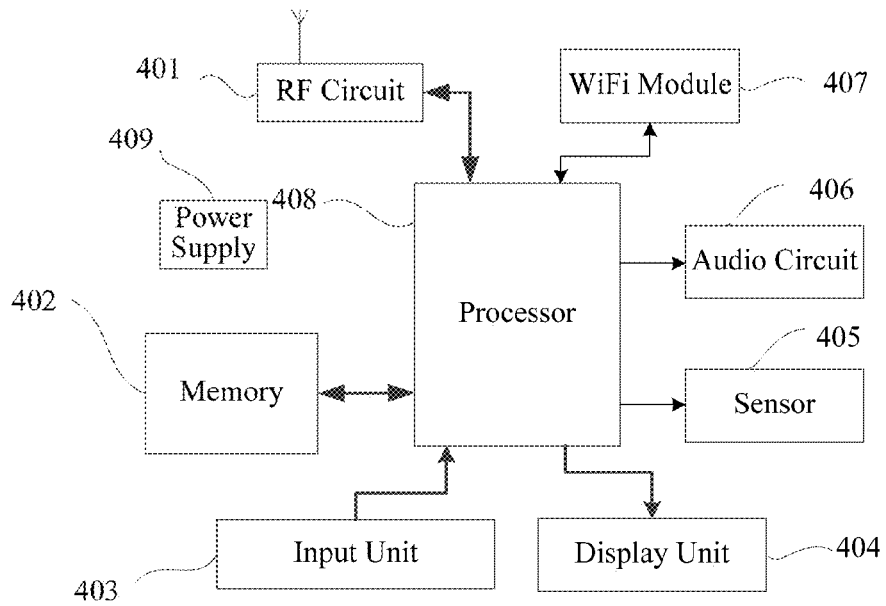 401
RF Circuit
WiFi Module
407
409
Power
Supply
408
406
Audio Circuit
402
Memory
Processor
405
Sensor
403
Input Unit
Display Unit
404